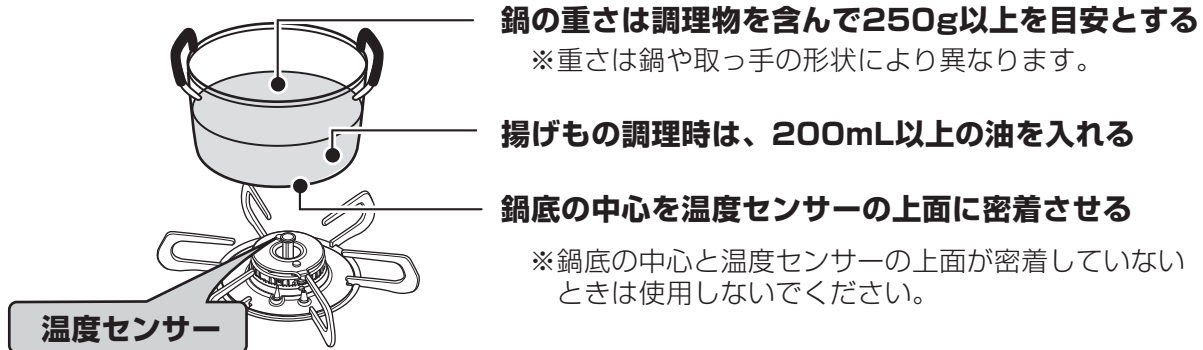 鍋の重さは調理物を含んで250g以上を目安とする
※重さは鍋や取っ手の形状により異なります。
揚げもの調理時は、200mL以上の油を入れる
鍋底の中心を温度センサーの上面に密着させる
※鍋底の中心と温度センサーの上面が密着していない
ときは使用しないでください。
温度センサー